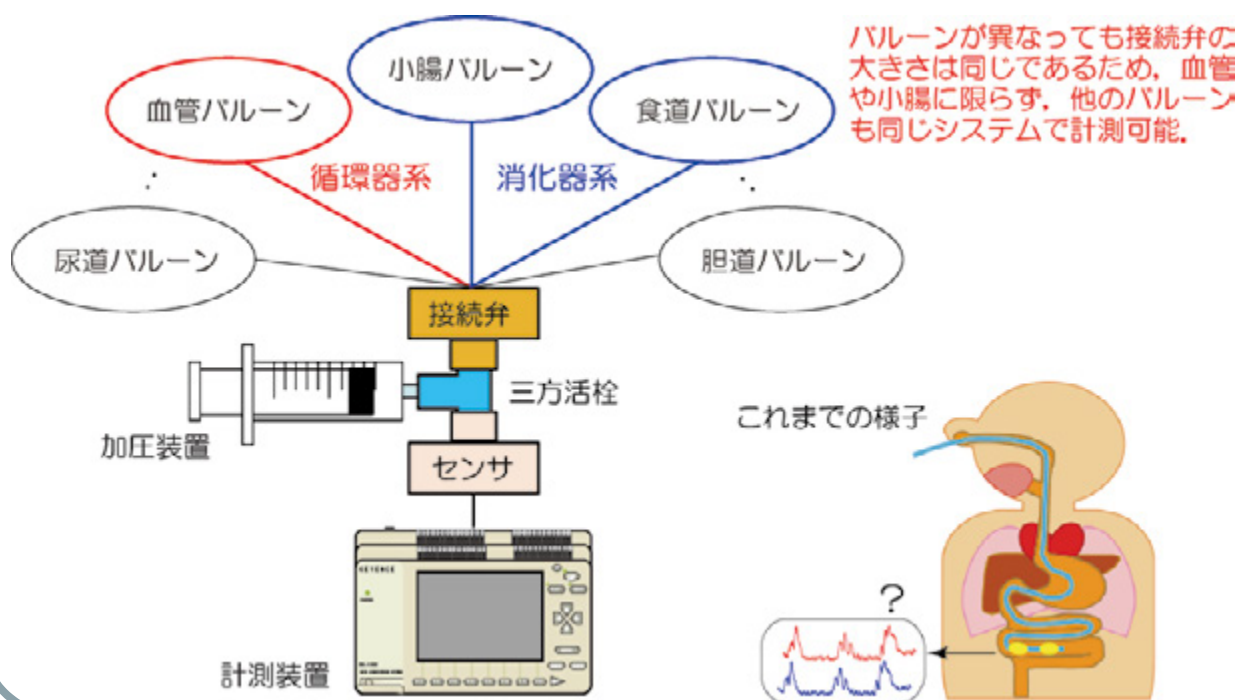 バルーンが異なっても接続弁の
大きさは同じであるため，血管
や小腸に限らず，他のバルーン
も同じシステムで計測可能．
小腸バルーン
血管バルーン
食道バルーン
循環器系
消化器系
尿道バルーン
胆道バルーン
接続弁
三方活栓
加圧装置
センサ
これまでの様子
KEYENCE
?
計測装置